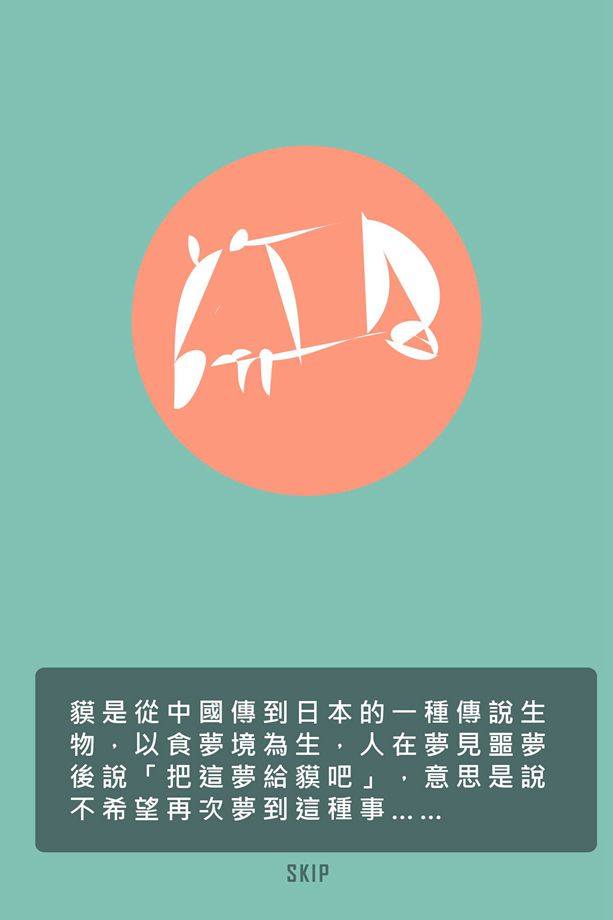 貘是從中國傳到日本的一種傳說生
物，以食夢境為生，人在夢見噩夢
後說「把這夢給貘吧」，意思是說
不希望再次夢到這種事……
SKIP